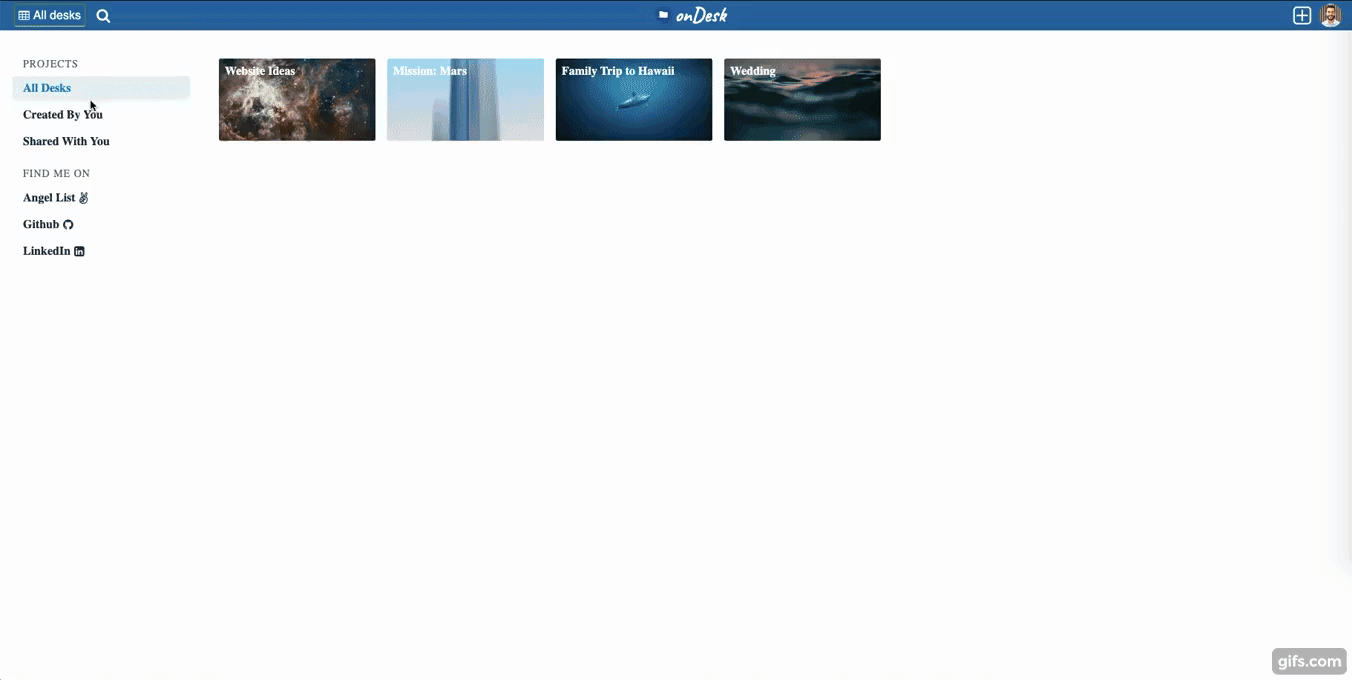 All desks
onDesk
PROJECTS
All Desks
Created By You
Shared With You
FIND ME ON
Angel List
Github
LinkedIn
Website Ideas
Mission: Mars
Family Trip to Hawaii
Wedding
gifs.com